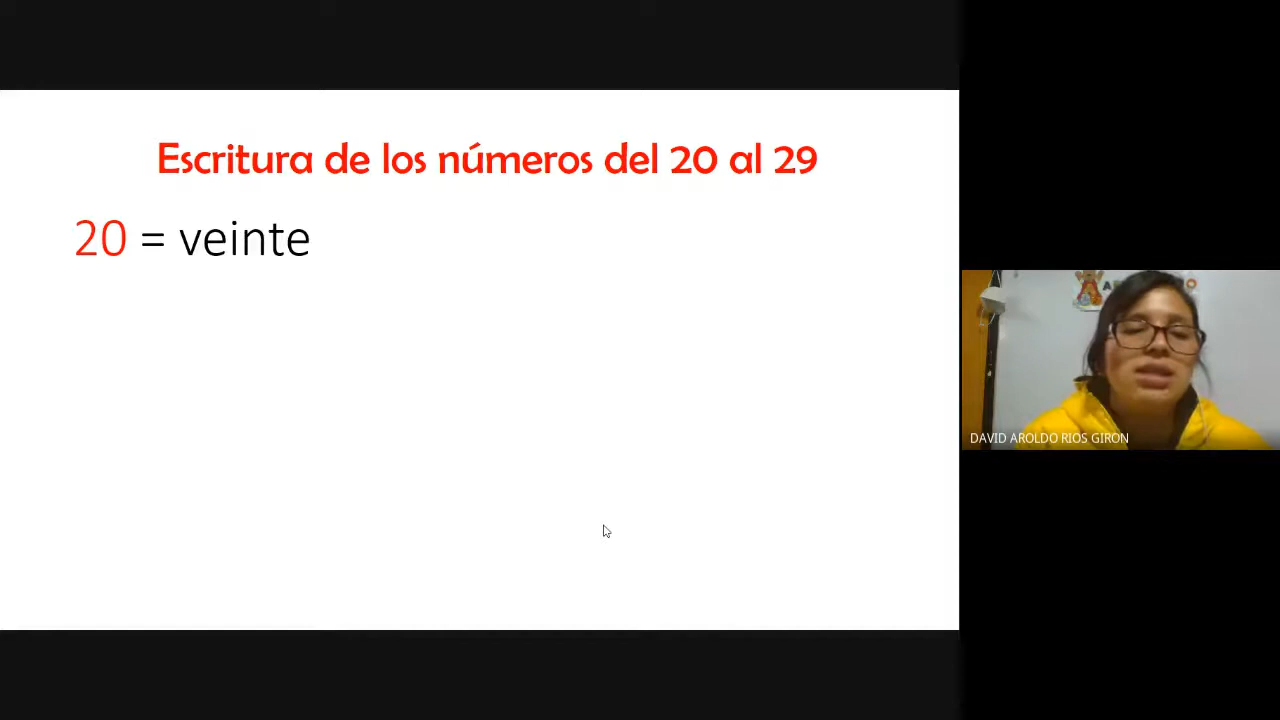 Escritura de los números del 20 al 29
20 = veinte
DAVID AROLDO RIOS GIRON